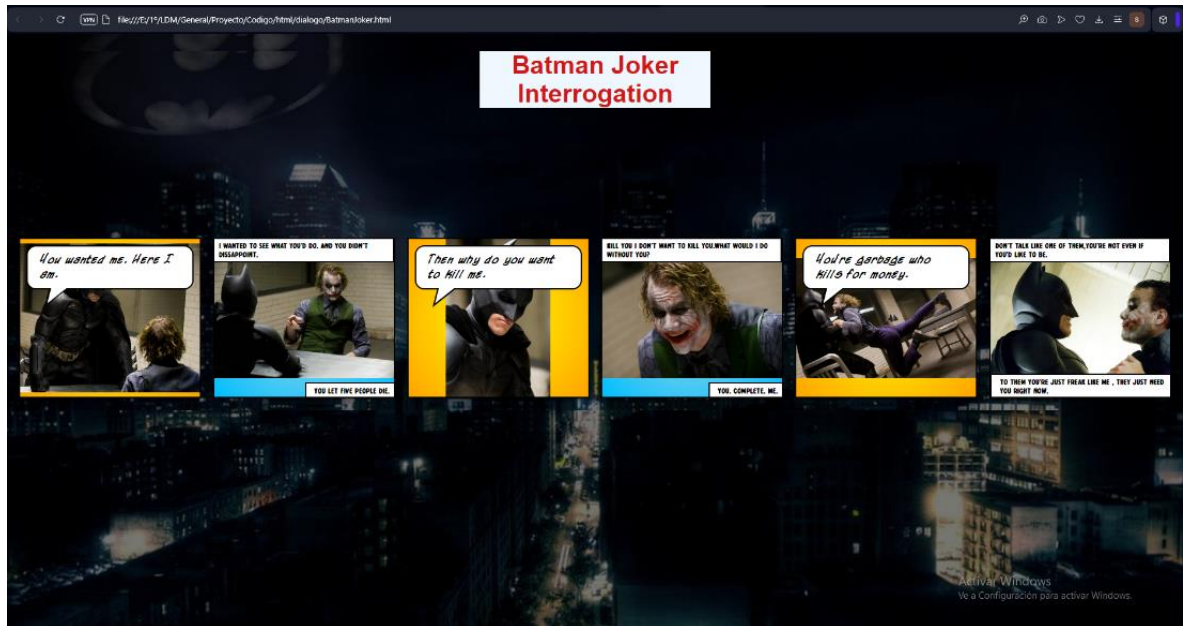 VPN
file:///E:/1º/LDM/General/Proyecto/Codigo/html/dialogo/BatmanJoker.html
S
Batman Joker
Interrogation
You wanted me. Here I
am.
I WANTED TO SEE WHAT YOU'D DO. AND YOU DIDN'T
DISSAPPOINT.
YOU LET FIVE PEOPLE DIE.
Then why do you want
to kill me.
KILL YOU I DON'T WANT TO KILL YOU.WHAT WOULD I DO
WITHOUT YOU?
YOU. COMPLETE. ME.
You're garbage who
kills for money.
DON'T TALK LIKE ONE OF THEM,YOU'RE NOT EVEN IF
YOU'D LIKE TO BE.
TO THEM YOU'RE JUST FREAK LIKE ME , THEY JUST NEED
YOU RIGHT NOW.
Activar Windows
Ve a Configuración para activar Windows.